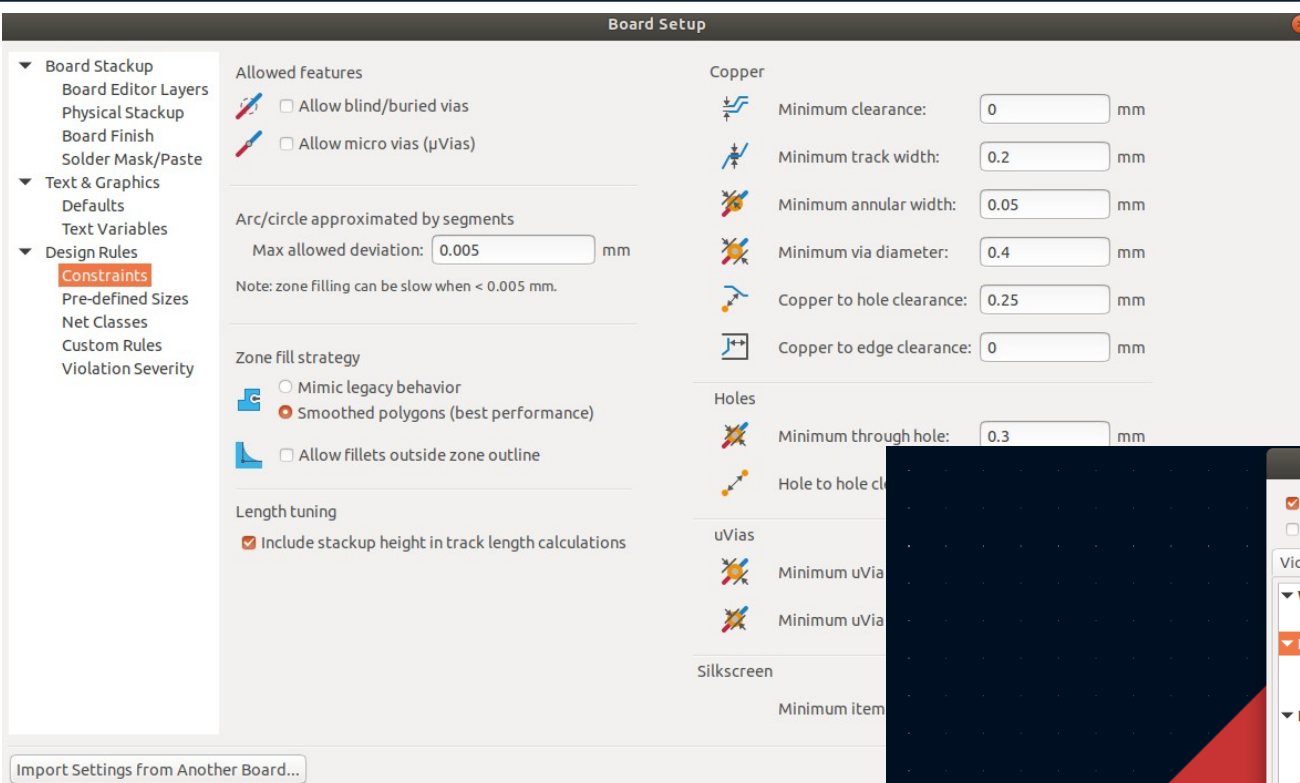 Board Setup
Board Stackup
Board Editor Layers
Physical Stackup
Board Finish
Solder Mask/Paste
Text & Graphics
Defaults
Text Variables
Design Rules
Constraints
Pre-defined Sizes
Net Classes
Custom Rules
Violation Severity
Allowed features
Allow blind/buried vias
Allow micro vias (µVias)
Arc/circle approximated by segments
Max allowed deviation: 0.005 mm
Note: zone filling can be slow when < 0.005 mm.
Zone fill strategy
Mimic legacy behavior
Smoothed polygons (best performance)
Allow fillets outside zone outline
Length tuning
Include stackup height in track length calculations
Copper
Minimum clearance: 0 mm
Minimum track width: 0.2 mm
Minimum annular width: 0.05 mm
Minimum via diameter: 0.4 mm
Copper to hole clearance: 0.25 mm
Copper to edge clearance: 0 mm
Holes
Minimum through hole: 0.3 mm
Hole to hole
uVias
Minimum uVia
Minimum uVia
Silkscreen
Minimum item
Import Settings from Another Board...